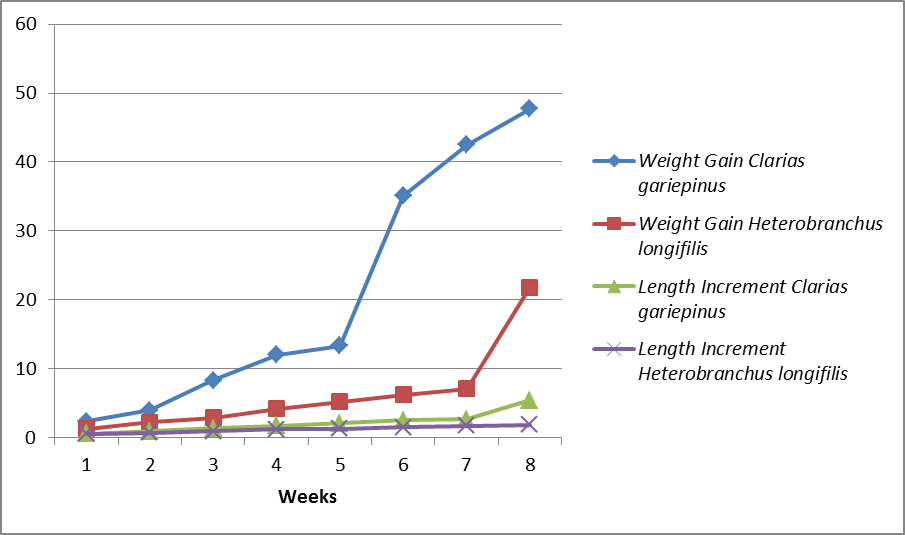 60
50
40
30
20
10
0
1 2 3 4 5 6 7 8
Weeks
Weight Gain Clarias
gariepinus
Weight Gain Heterobranchus
longifilis
Length Increment Clarias
gariepinus
Length Increment
Heterobranchus longifilis